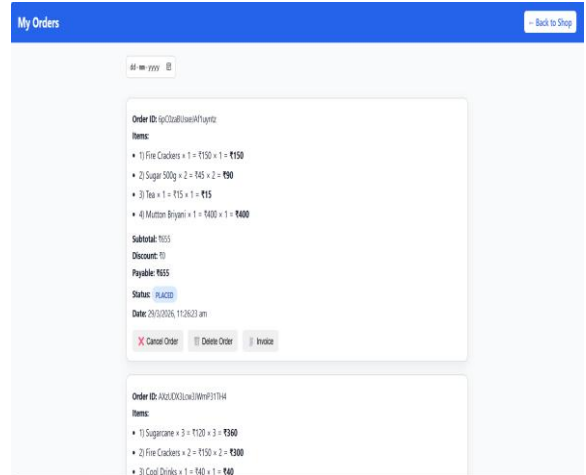 My Orders
← Back to Shop
dd-mm-yyyy
Order ID:
Items:
• 1) Fire Crackers × 1 = ₹150 × 1 = ₹150
• 2) Sugar 500g × 2 = ₹45 × 2 = ₹90
• 3) Tea × 1 = ₹15 × 1 = ₹15
• 4) Mutton Briyani × 1 = ₹400 × 1 = ₹400
Subtotal: ₹655
Discount: ₹0
Payable: ₹655
Status: PLACED
Date: 29/3/2026, 11:26:23 am
Cancel Order
Delete Order
Invoice
Order ID:
Items:
• 1) Sugarcane × 3 = ₹120 × 3 = ₹360
• 2) Fire Crackers × 2 = ₹150 × 2 = ₹300
• 3) Cool Drinks × 1 = ₹40 × 1 = ₹40